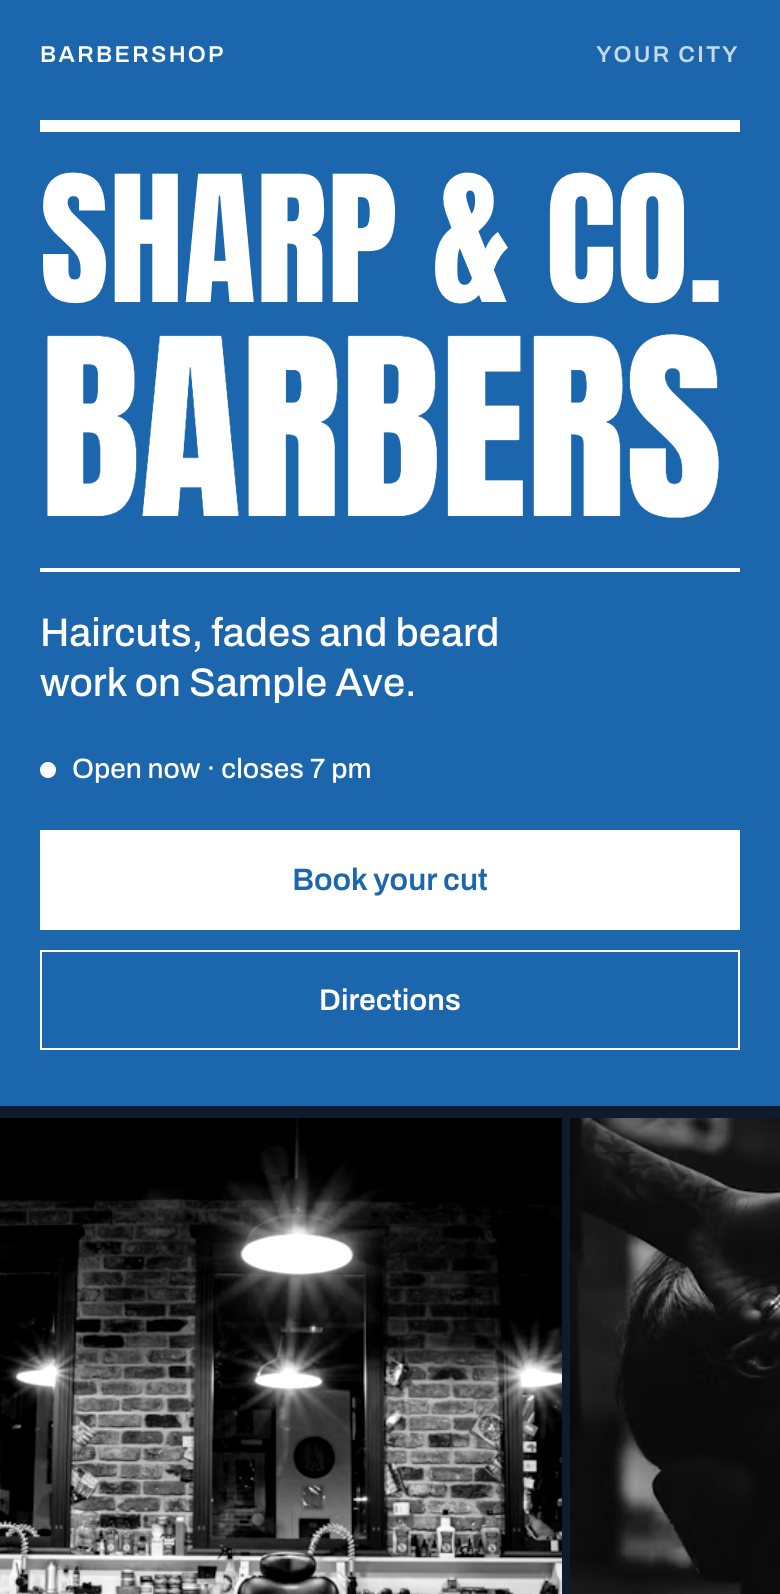 BARBERSHOP
YOUR CITY
SHARP & CO.
BARBERS
Haircuts, fades and beard
work on Sample Ave.
Open now · closes 7 pm
Book your cut
Directions